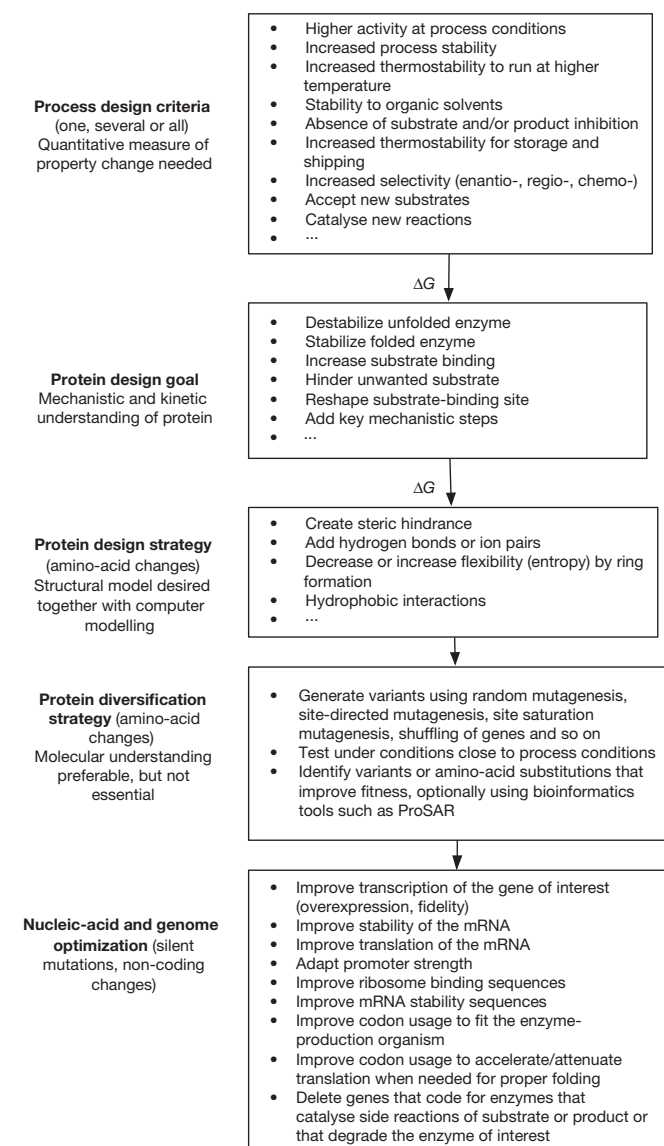 Process design criteria
(one, several or all)
Quantitative measure of
property change needed
• Higher activity at process conditions
• Increased process stability
• Increased thermostability to run at higher
temperature
• Stability to organic solvents
• Absence of substrate and/or product inhibition
• Increased thermostability for storage and
shipping
• Increased selectivity (enantio-, regio-, chemo-)
• Accept new substrates
• Catalyse new reactions
• ...
ΔG
Protein design goal
Mechanistic and kinetic
understanding of protein
• Destabilize unfolded enzyme
• Stabilize folded enzyme
• Increase substrate binding
• Hinder unwanted substrate
• Reshape substrate-binding site
• Add key mechanistic steps
• ...
ΔG
Protein design strategy
(amino-acid changes)
Structural model desired
together with computer
modelling
• Create steric hindrance
• Add hydrogen bonds or ion pairs
• Decrease or increase flexibility (entropy) by ring
formation
• Hydrophobic interactions
• ...
Protein diversification
strategy (amino-acid
changes)
Molecular understanding
preferable, but not
essential
• Generate variants using random mutagenesis,
site-directed mutagenesis, site saturation
mutagenesis, shuffling of genes and so on
• Test under conditions close to process conditions
• Identify variants or amino-acid substitutions that
improve fitness, optionally using bioinformatics
tools such as ProSAR
Nucleic-acid and genome
optimization (silent
mutations, non-coding
changes)
• Improve transcription of the gene of interest
(overexpression, fidelity)
• Improve stability of the mRNA
• Improve translation of the mRNA
• Adapt promoter strength
• Improve ribosome binding sequences
• Improve mRNA stability sequences
• Improve codon usage to fit the enzyme-
production organism
• Improve codon usage to accelerate/attenuate
translation when needed for proper folding
• Delete genes that code for enzymes that
catalyse side reactions of substrate or product or
that degrade the enzyme of interest